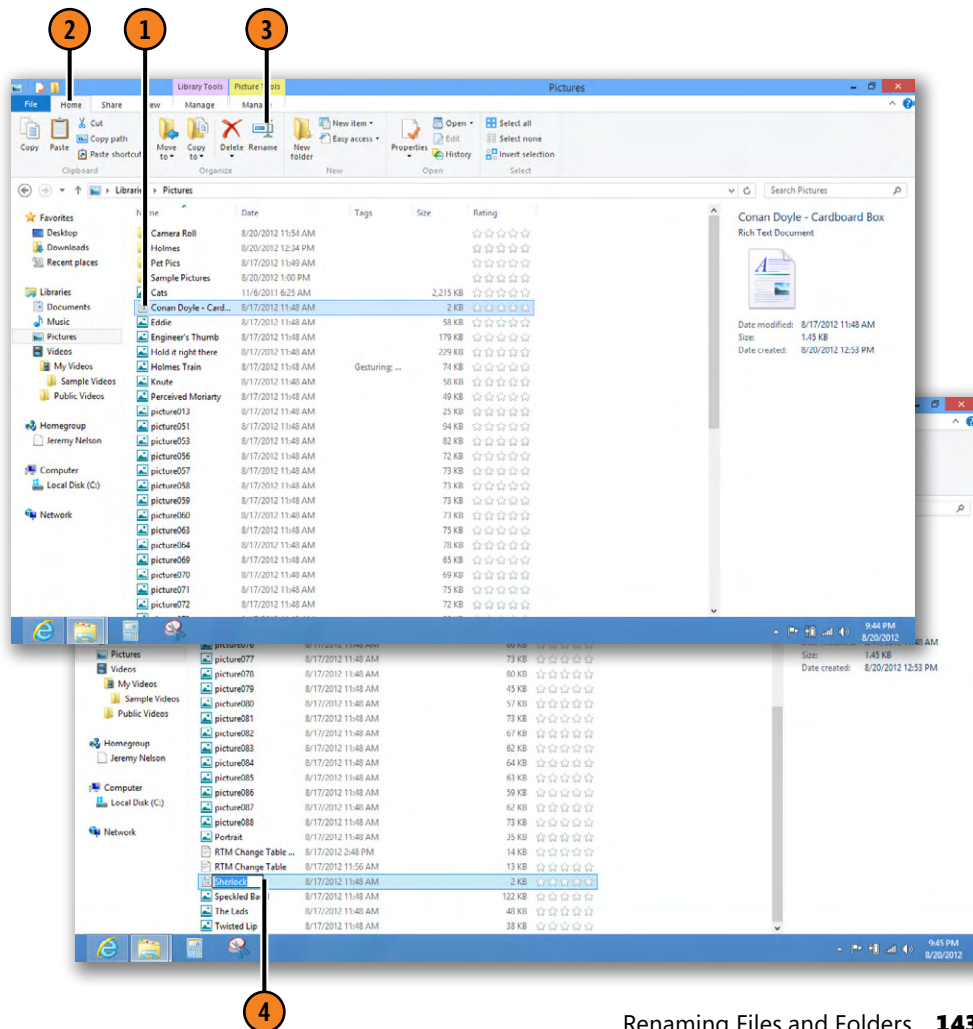 2 1 3
Library Tools Picture Tools Pictures
File Home Share View Manage Manage
Copy Paste Cut
Copy path
Paste shortcut
Move to Copy to Delete Rename
New folder New item
Easy access
Properties Open
Edit
History
Select all
Select none
Invert selection
Clipboard Organize New Open Select
Libraries Pictures Search Pictures
Name Date Tags Size Rating
Favorites
Desktop
Downloads
Recent places
Libraries
Documents
Music
Pictures
Videos
My Videos
Sample Videos
Public Videos
Homegroup
Jeremy Nelson
Computer
Local Disk (C:)
Network
Camera Roll 8/20/2012 11:54 AM
Holmes 8/20/2012 12:34 PM
Pet Pics 8/17/2012 11:49 AM
Sample Pictures 8/20/2012 1:00 PM
Cats 11/6/2011 6:25 AM 2,215 KB
Conan Doyle - Card... 8/17/2012 11:48 AM 2 KB
Eddie 8/17/2012 11:48 AM 58 KB
Engineer's Thumb 8/17/2012 11:48 AM 179 KB
Hold it right there 8/17/2012 11:48 AM 229 KB
Holmes Train 8/17/2012 11:48 AM Gesturing; ... 74 KB
Knute 8/17/2012 11:48 AM 58 KB
Perceived Moriarty 8/17/2012 11:48 AM 49 KB
picture013 8/17/2012 11:48 AM 25 KB
picture051 8/17/2012 11:48 AM 94 KB
picture053 8/17/2012 11:48 AM 82 KB
picture056 8/17/2012 11:48 AM 72 KB
picture057 8/17/2012 11:48 AM 73 KB
picture058 8/17/2012 11:48 AM 73 KB
picture059 8/17/2012 11:48 AM 73 KB
picture060 8/17/2012 11:48 AM 73 KB
picture063 8/17/2012 11:48 AM 75 KB
picture064 8/17/2012 11:48 AM 78 KB
picture069 8/17/2012 11:48 AM 65 KB
picture070 8/17/2012 11:48 AM 69 KB
picture071 8/17/2012 11:48 AM 75 KB
picture072 8/17/2012 11:48 AM 72 KB
Conan Doyle - Cardboard Box
Rich Text Document
Date modified: 8/17/2012 11:48 AM
Size: 1.45 KB
Date created: 8/20/2012 12:53 PM
9:44 PM
8/20/2012
Pictures
Videos
My Videos
Sample Videos
Public Videos
Homegroup
Jeremy Nelson
Computer
Local Disk (C:)
Network
picture077 8/17/2012 11:48 AM 73 KB
picture078 8/17/2012 11:48 AM 80 KB
picture079 8/17/2012 11:48 AM 45 KB
picture080 8/17/2012 11:48 AM 57 KB
picture081 8/17/2012 11:48 AM 73 KB
picture082 8/17/2012 11:48 AM 67 KB
picture083 8/17/2012 11:48 AM 62 KB
picture084 8/17/2012 11:48 AM 64 KB
picture085 8/17/2012 11:48 AM 63 KB
picture086 8/17/2012 11:48 AM 59 KB
picture087 8/17/2012 11:48 AM 62 KB
picture088 8/17/2012 11:48 AM 73 KB
Portrait 8/17/2012 11:48 AM 35 KB
RTM Change Table ... 8/17/2012 2:48 PM 14 KB
RTM Change Table 8/17/2012 11:56 AM 13 KB
Sherlock 8/17/2012 11:48 AM 2 KB
Speckled Band 8/17/2012 11:48 AM 122 KB
The Lads 8/17/2012 11:48 AM 48 KB
Twisted Lip 8/17/2012 11:48 AM 38 KB
Size: 1.45 KB
Date created: 8/20/2012 12:53 PM
9:45 PM
8/20/2012
4
Renaming Files and Folders 143